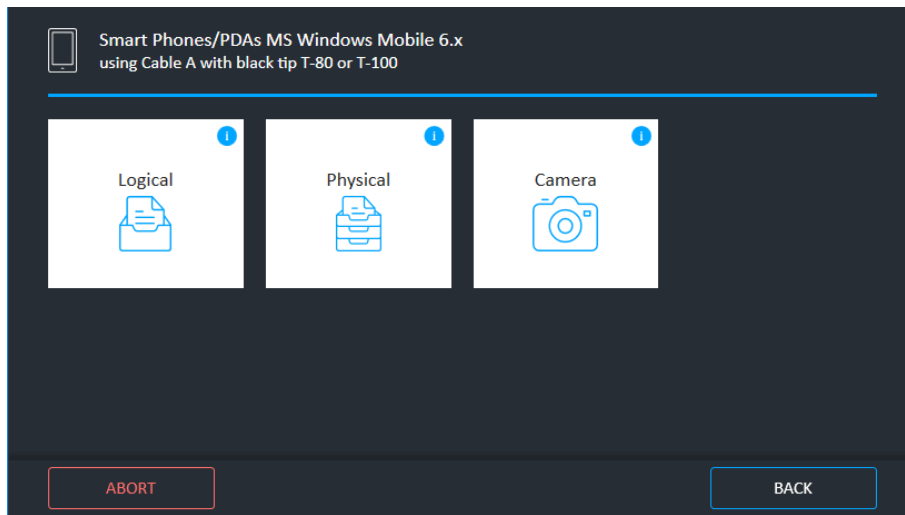 Smart Phones/PDAs MS Windows Mobile 6.x
using Cable A with black tip T-80 or T-100
i
i
i
Logical
Physical
Camera
ABORT
BACK